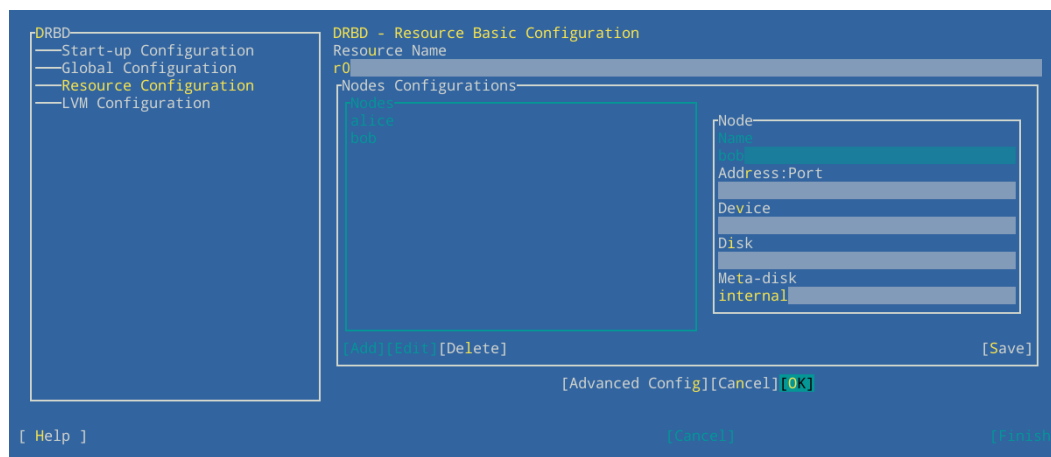 DRBD
Start-up Configuration
Global Configuration
Resource Configuration
LVM Configuration
DRBD - Resource Basic Configuration
Resource Name
r0
Nodes Configurations
Nodes
alice
bob
Node
Name
bob
Address:Port
Device
Disk
Meta-disk
internal
[Add][Edit][Delete]
[Save]
[Advanced Config][Cancel][OK]
[ Help ]
[Cancel]
[Finish